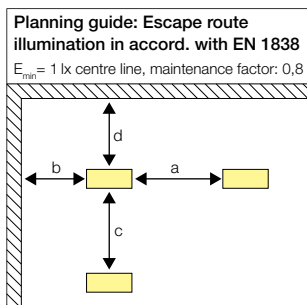 Planning guide: Escape route
illumination in accord. with EN 1838
Emin= 1 lx centre line, maintenance factor: 0,8
d
b
a
c